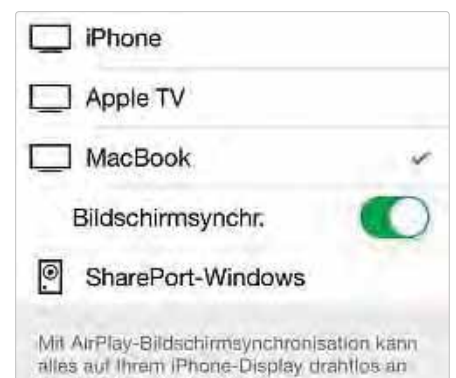 iPhone
Apple TV
MacBook
Bildschirmsynchr.
SharePort-Windows
Mit AirPlay-Bildschirmsynchronisation kann
alles auf Ihrem iPhone-Display drahtlos an